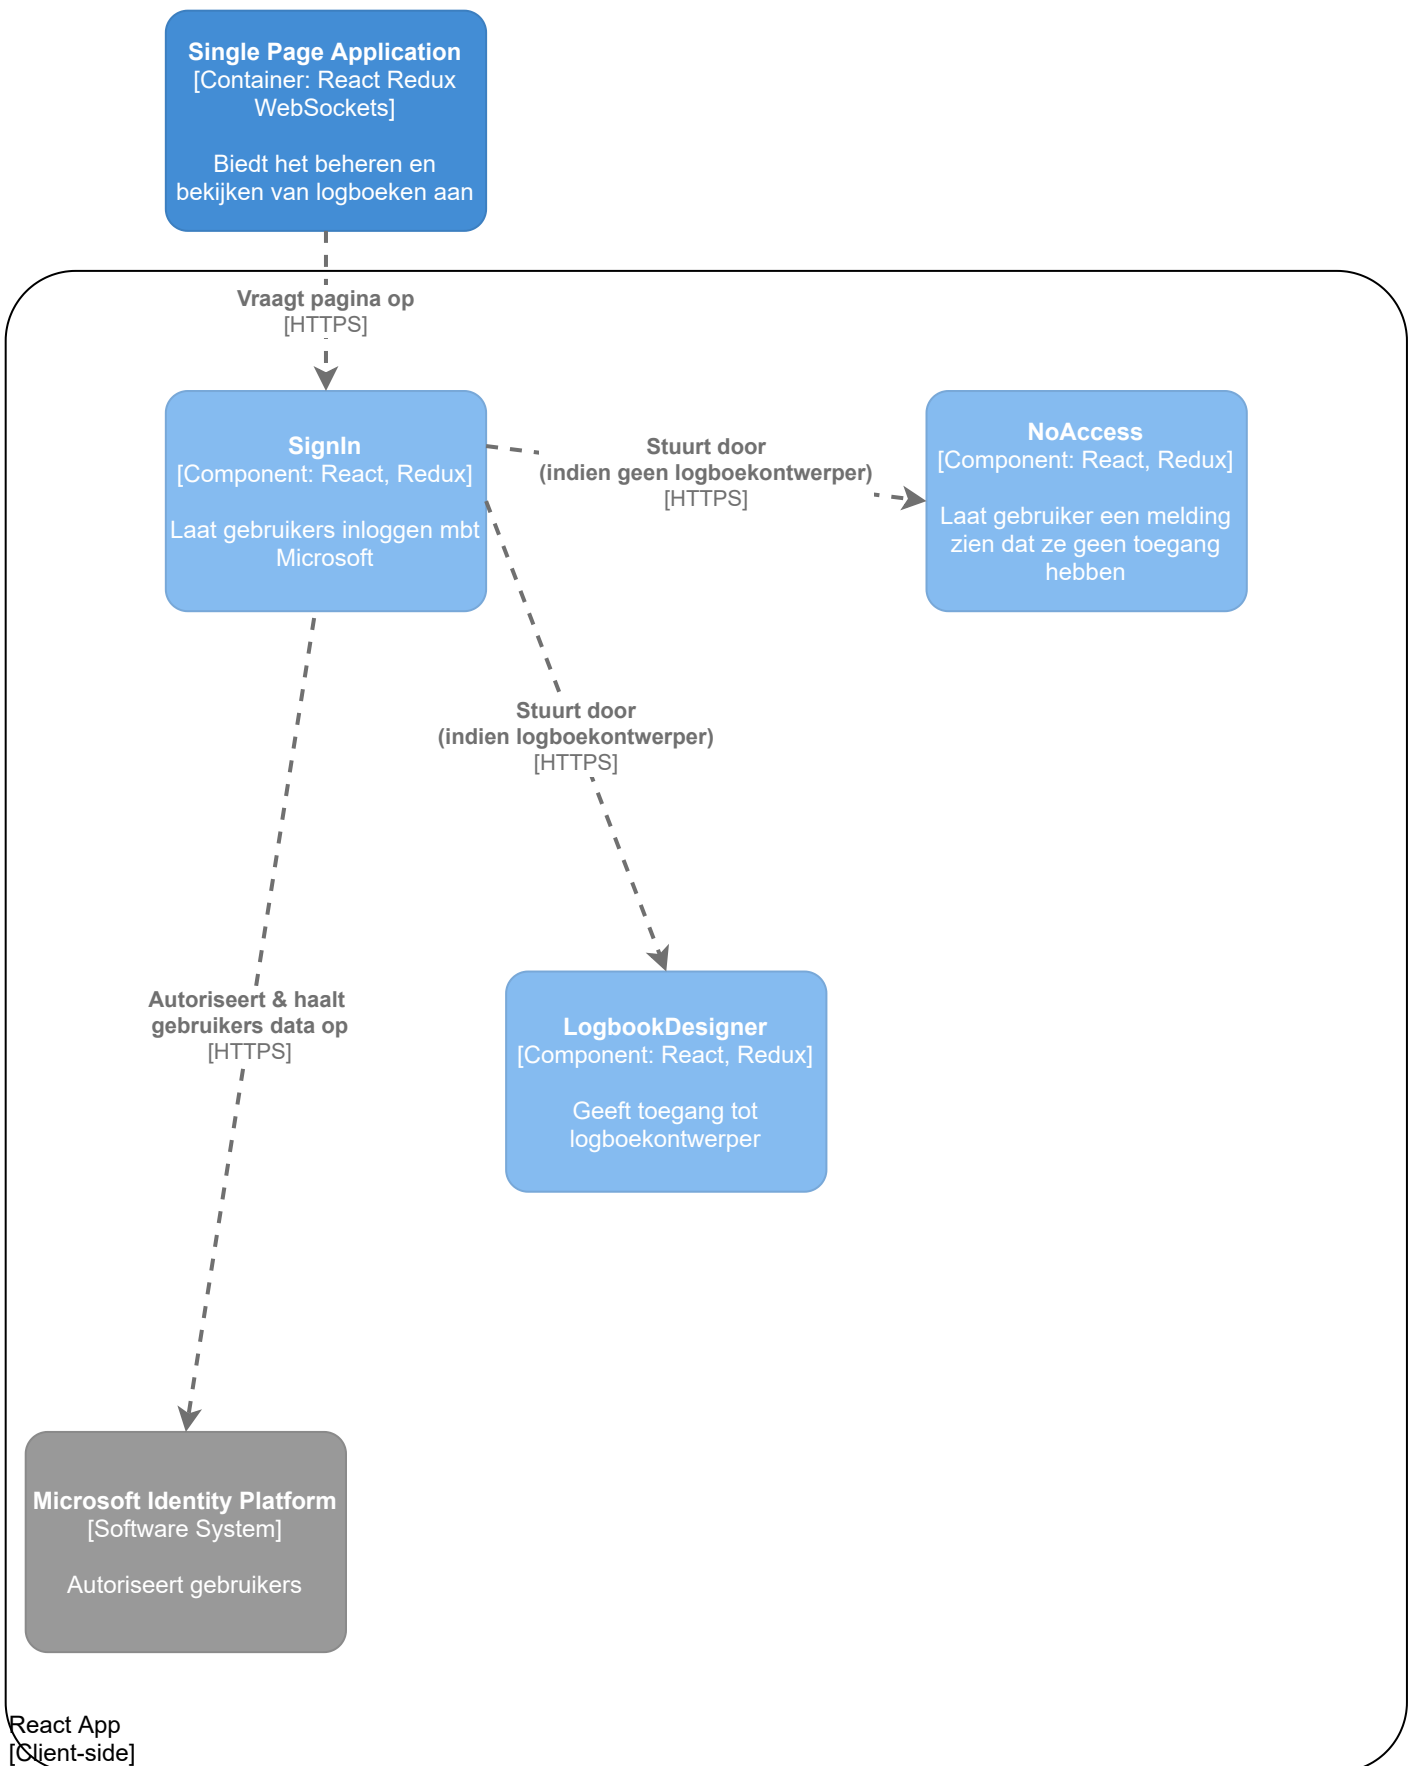 Single Page Application
[Container: React Redux
WebSockets]
Biedt het beheren en
bekijken van logboeken aan
Vraagt pagina op
[HTTPS]
SignIn
[Component: React, Redux]
Laat gebruikers inloggen mbt
Microsoft
Stuurt door
(indien geen logboekontwerper)
[HTTPS]
NoAccess
[Component: React, Redux]
Laat gebruiker een melding
zien dat ze geen toegang
hebben
Stuurt door
(indien logboekontwerper)
[HTTPS]
LogbookDesigner
[Component: React, Redux]
Geeft toegang tot
logboekontwerper
Autoriseert & haalt
gebruikers data op
[HTTPS]
Microsoft Identity Platform
[Software System]
Autoriseert gebruikers
React App
[Client-side]